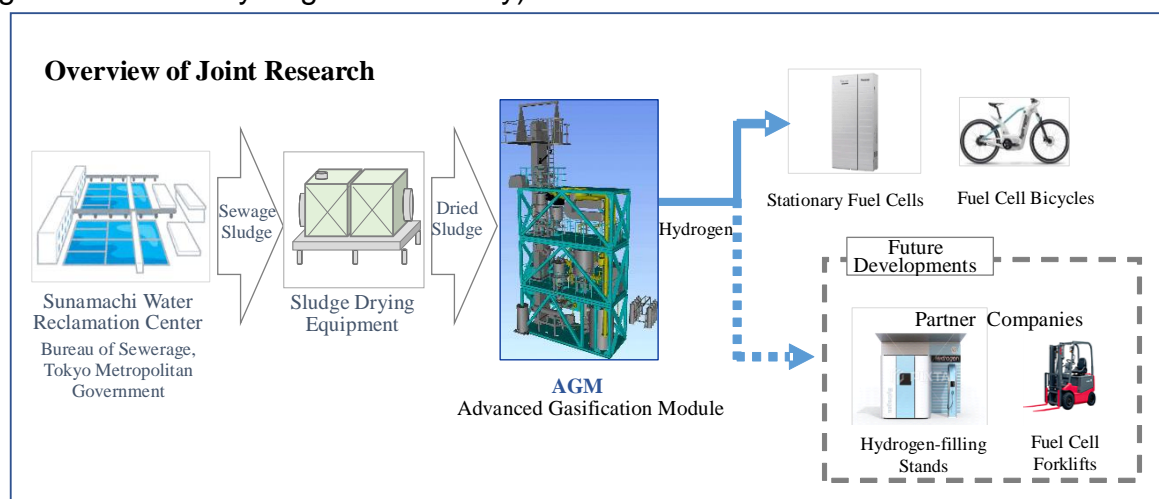 Overview of Joint Research
Sewage
Sludge
Dried
Sludge
Hydrogen
Sunamachi Water
Reclamation Center
Bureau of Sewerage,
Tokyo Metropolitan
Government
Sludge Drying
Equipment
AGM
Advanced Gasification Module
Stationary Fuel Cells
Fuel Cell Bicycles
Future
Developments
Partner Companies
Hydrogen-filling
Stands
Fuel Cell
Forklifts